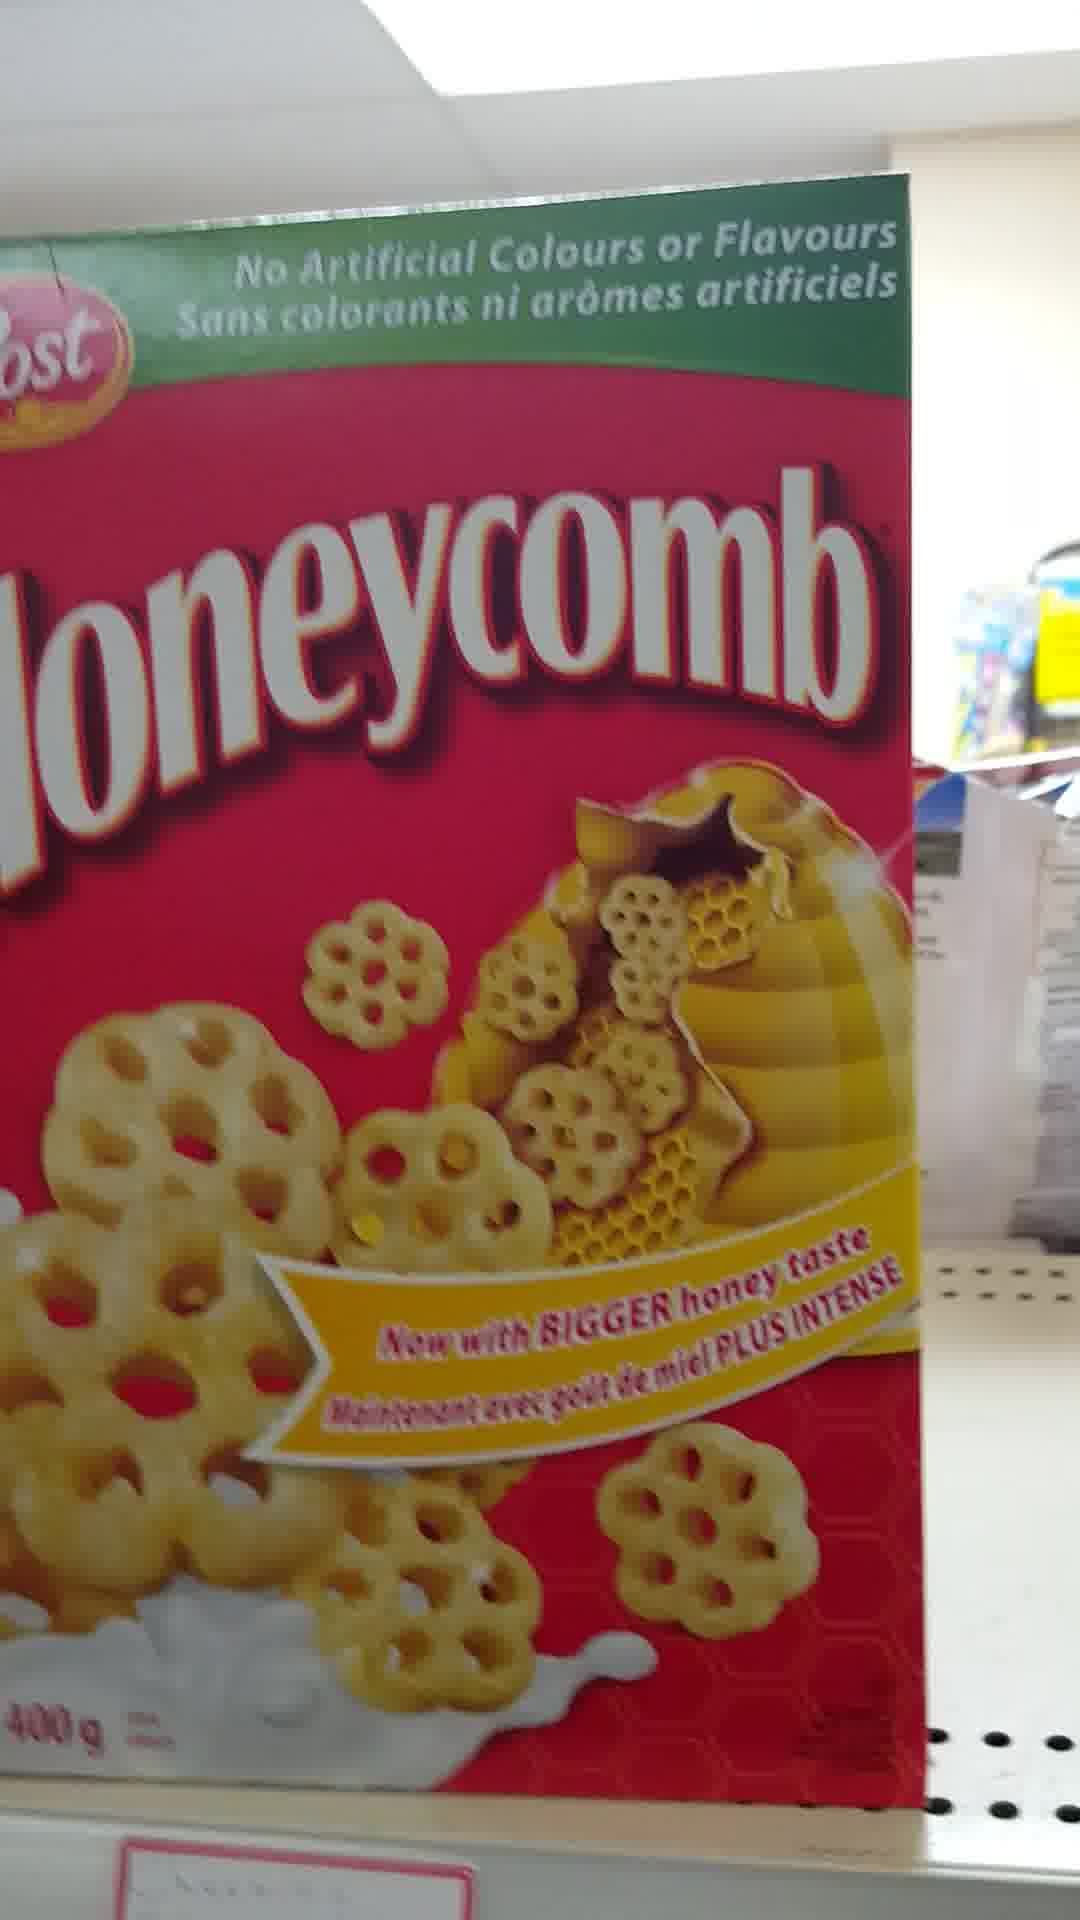 No Artificial Colours or Flavours
Sans colorants ni arômes artificiels
Post
Honeycomb
Now with BIGGER honey taste
Maintenant avec goût de miel PLUS INTENSE
400 g